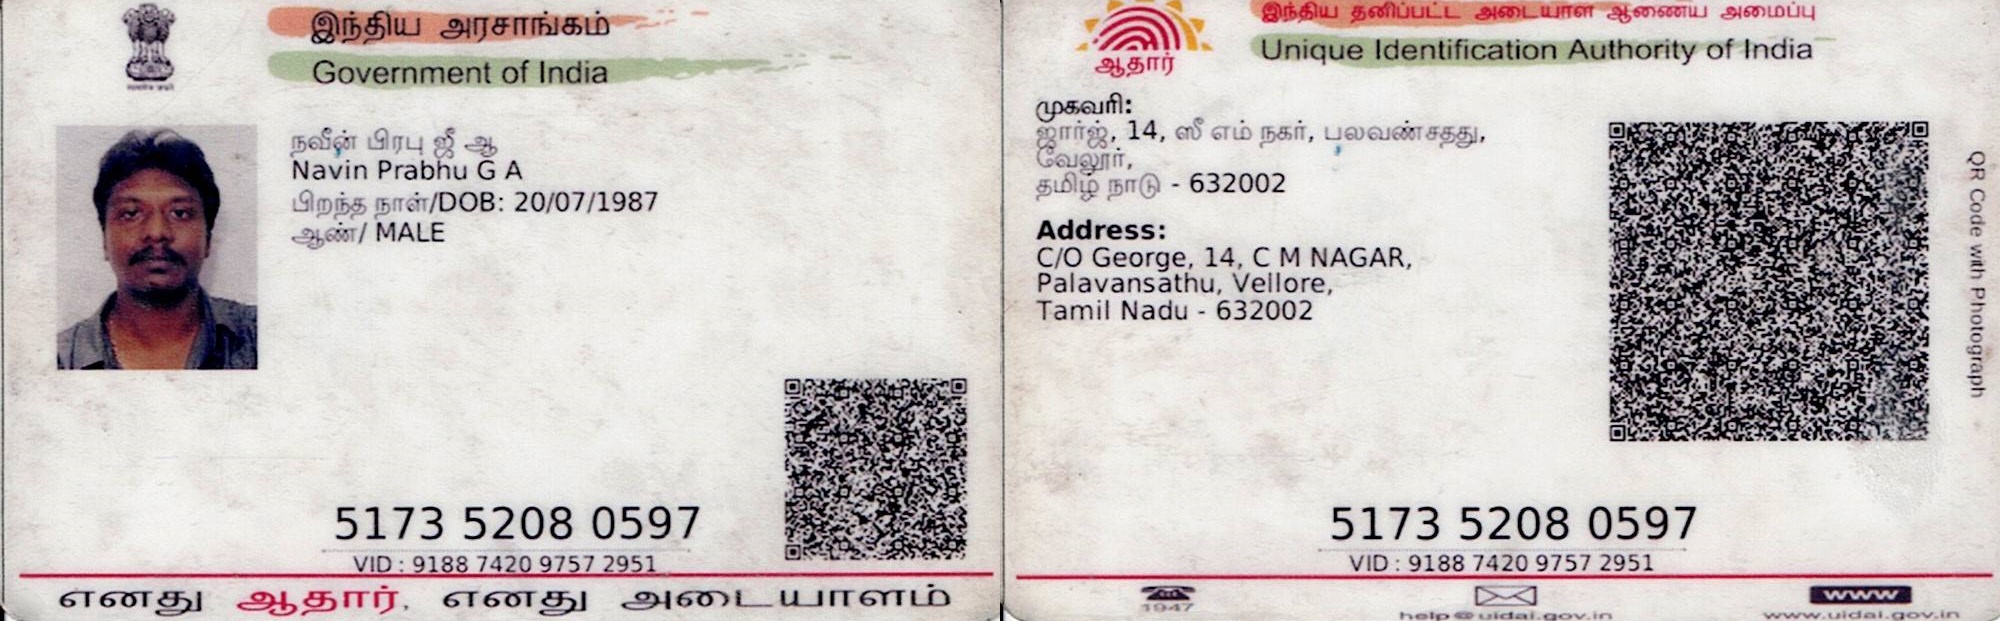 இந்திய அரசாங்கம்
Government of India
நவீன் பிரபு ஜீ ஆ
Navin Prabhu G A
பிறந்த நாள்/DOB: 20/07/1987
ஆண்/ MALE
5173 5208 0597
VID : 9188 7420 9757 2951
எனது ஆதார், எனது அடையாளம்
இந்திய தனிப்பட்ட அடையாள ஆணைய அமைப்பு
Unique Identification Authority of India
ஆதார்
முகவரி:
ஜார்ஜ், 14, ஸீ எம் நகர், பலவண்சதது,
வேலூர்,
தமிழ் நாடு - 632002
Address:
C/O George, 14, C M NAGAR,
Palavansathu, Vellore,
Tamil Nadu - 632002
QR Code with Photograph
5173 5208 0597
VID : 9188 7420 9757 2951
1947
help@uidai.gov.in
www
www.uidai.gov.in